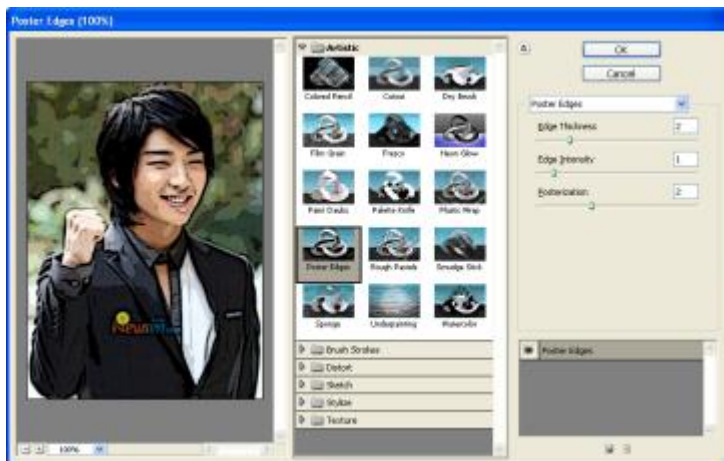 Poster Edges (100%)
Artistic
Colored Pencil
Cutout
Dry Brush
Film Grain
Fresco
Neon Glow
Paint Daubs
Palette Knife
Plastic Wrap
Poster Edges
Rough Pastels
Smudge Stick
Sponge
Underpainting
Watercolor
Brush Strokes
Distort
Sketch
Stylize
Texture
100%
OK
Cancel
Poster Edges
Edge Thickness
2
Edge Intensity
1
Posterization
2
Poster Edges